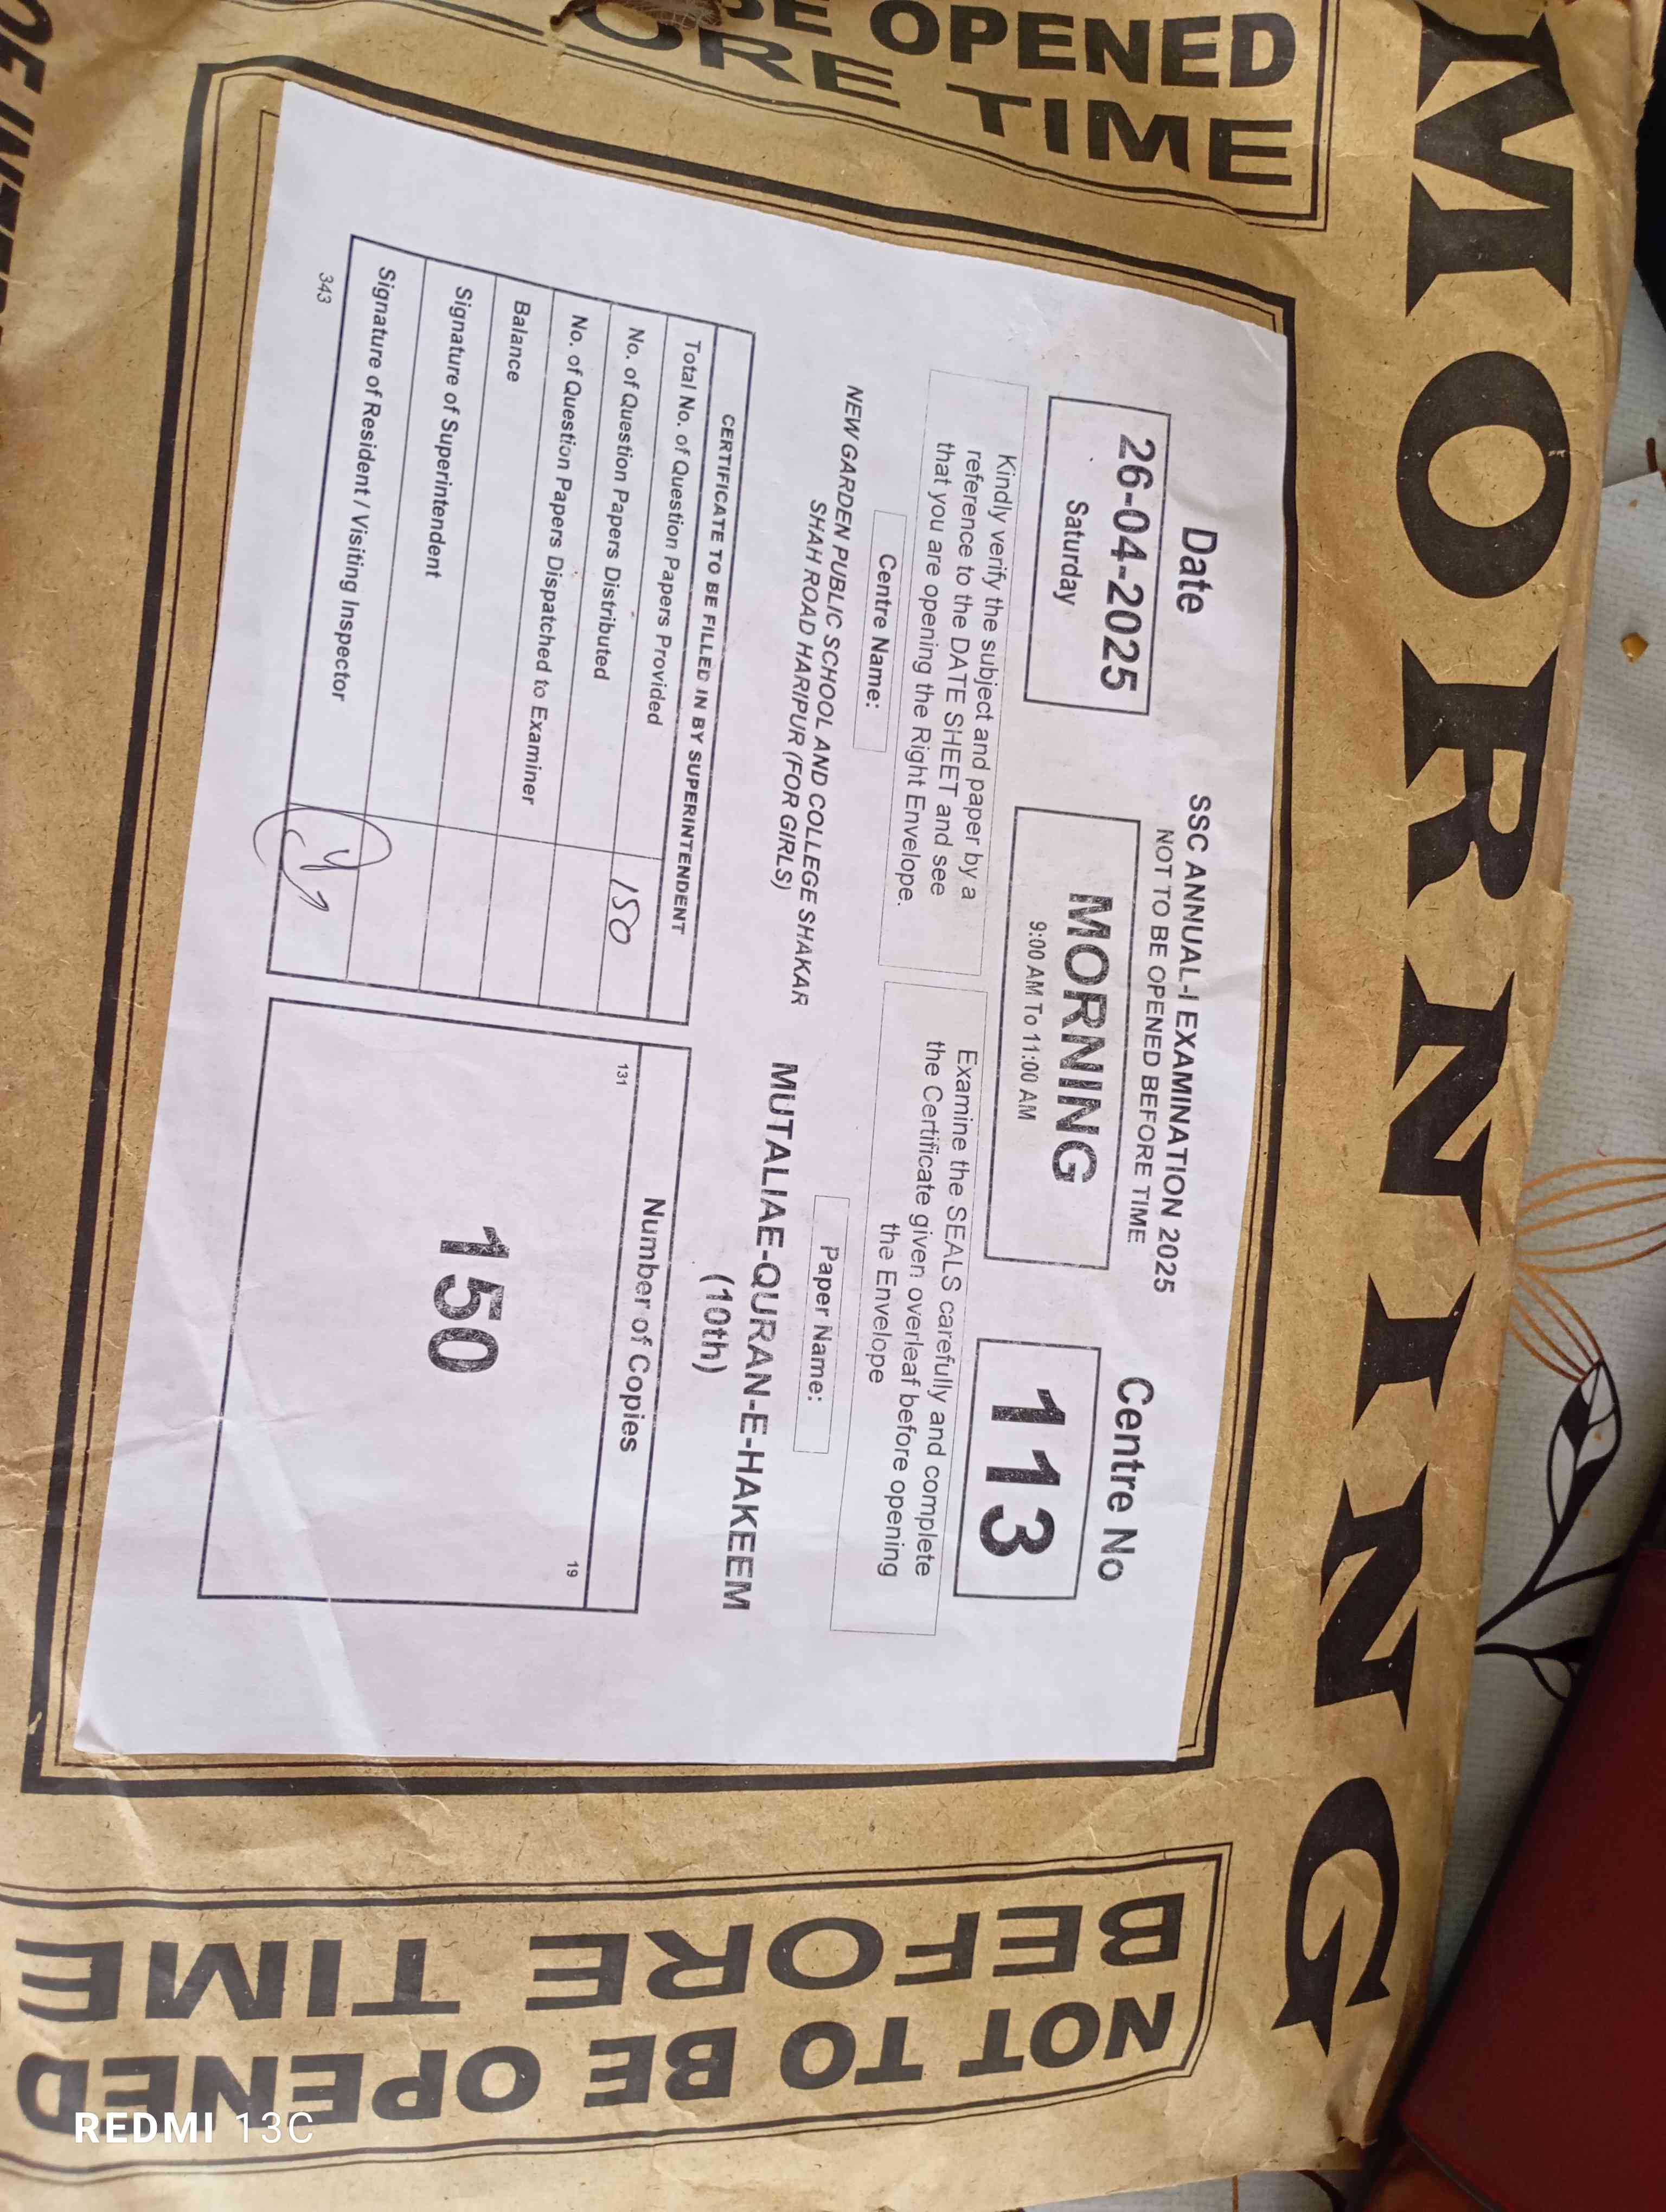 MORNING
BE OPENED
ORE TIME
SSC ANNUAL-I EXAMINATION 2025
NOT TO BE OPENED BEFORE TIME
Date
26-04-2025
Saturday
MORNING
9:00 AM To 11:00 AM
Centre No
113
Kindly verify the subject and paper by a
reference to the DATE SHEET and see
that you are opening the Right Envelope.
Examine the SEALS carefully and complete
the Certificate given overleaf before opening
the Envelope
Centre Name:
NEW GARDEN PUBLIC SCHOOL AND COLLEGE SHAKAR
SHAH ROAD HARIPUR (FOR GIRLS)
Paper Name:
MUTALIAE-QURAN-E-HAKEEM
(10th)
CERTIFICATE TO BE FILLED IN BY SUPERINTENDENT
Total No. of Question Papers Provided
No. of Question Papers Distributed 150
No. of Question Papers Dispatched to Examiner
Balance
Signature of Superintendent
Signature of Resident / Visiting Inspector
343
Number of Copies
131 19
150
NOT TO BE OPENED
BEFORE TIME
REDMI 13C